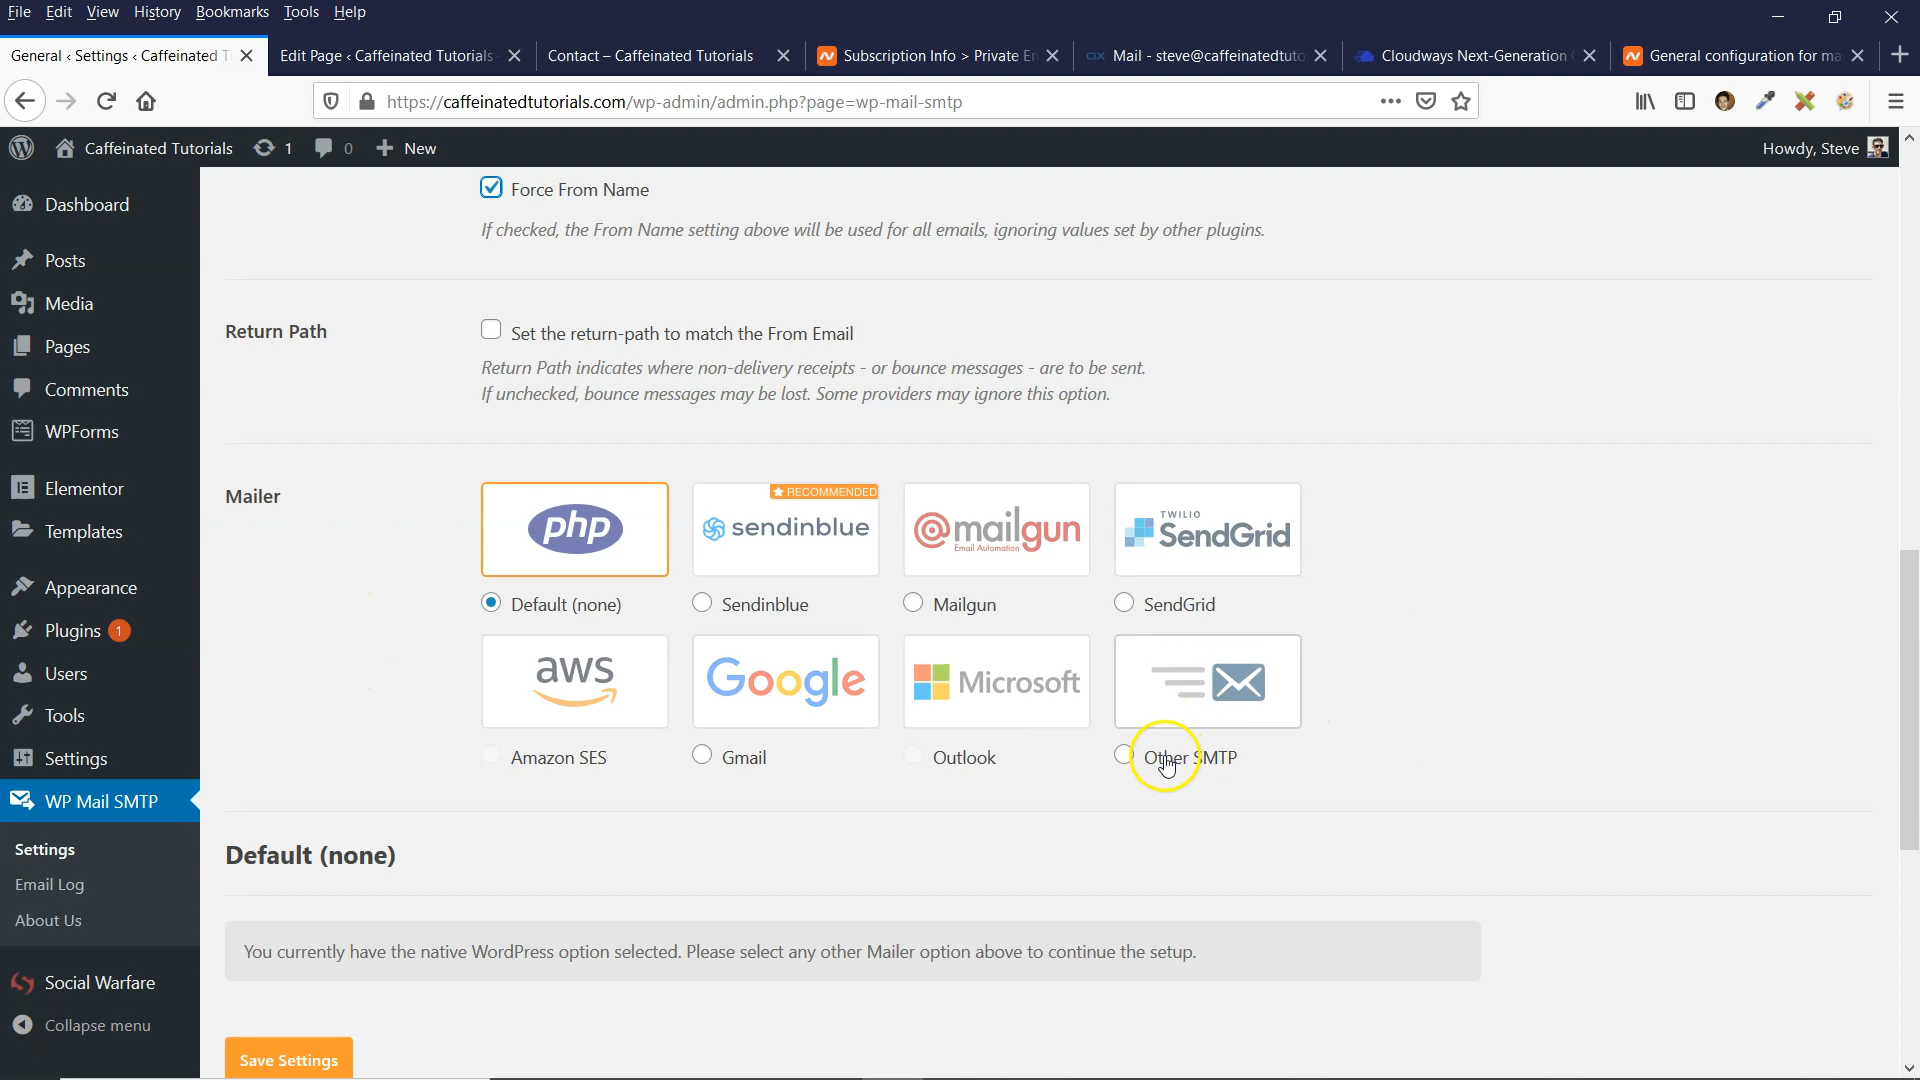 File Edit View History Bookmarks Tools Help
General ‹ Settings ‹ Caffeinated T
Edit Page ‹ Caffeinated Tutorials
Contact – Caffeinated Tutorials
Subscription Info > Private E
Mail - steve@caffeinatedtuto
Cloudways Next-Generation
General configuration for ma
https://caffeinatedtutorials.com/wp-admin/admin.php?page=wp-mail-smtp
Caffeinated Tutorials 1 0 New
Howdy, Steve
Dashboard
Posts
Media
Pages
Comments
WPForms
Elementor
Templates
Appearance
Plugins 1
Users
Tools
Settings
WP Mail SMTP
Settings
Email Log
About Us
Social Warfare
Collapse menu
Force From Name
If checked, the From Name setting above will be used for all emails, ignoring values set by other plugins.
Return Path
Set the return-path to match the From Email
Return Path indicates where non-delivery receipts - or bounce messages - are to be sent.
If unchecked, bounce messages may be lost. Some providers may ignore this option.
Mailer
php
RECOMMENDED
sendinblue
mailgun
Email Automation
TWILIO
SendGrid
Default (none)
Sendinblue
Mailgun
SendGrid
aws
Google
Microsoft
Amazon SES
Gmail
Outlook
Other SMTP
Default (none)
You currently have the native WordPress option selected. Please select any other Mailer option above to continue the setup.
Save Settings